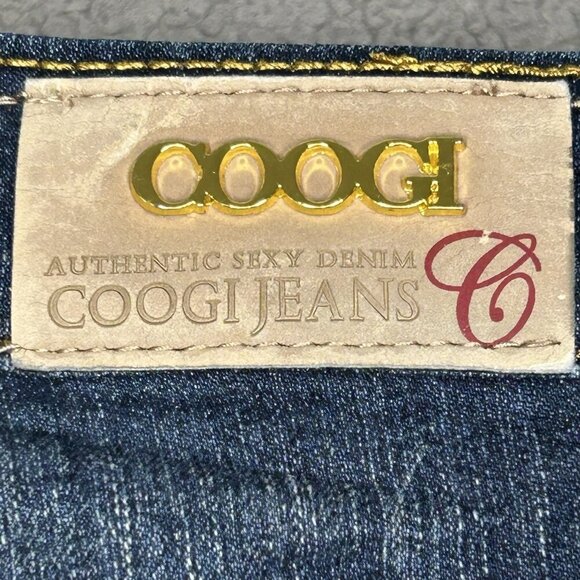 COOGI
AUTHENTIC SEXY DENIM
COOGI JEANS
C